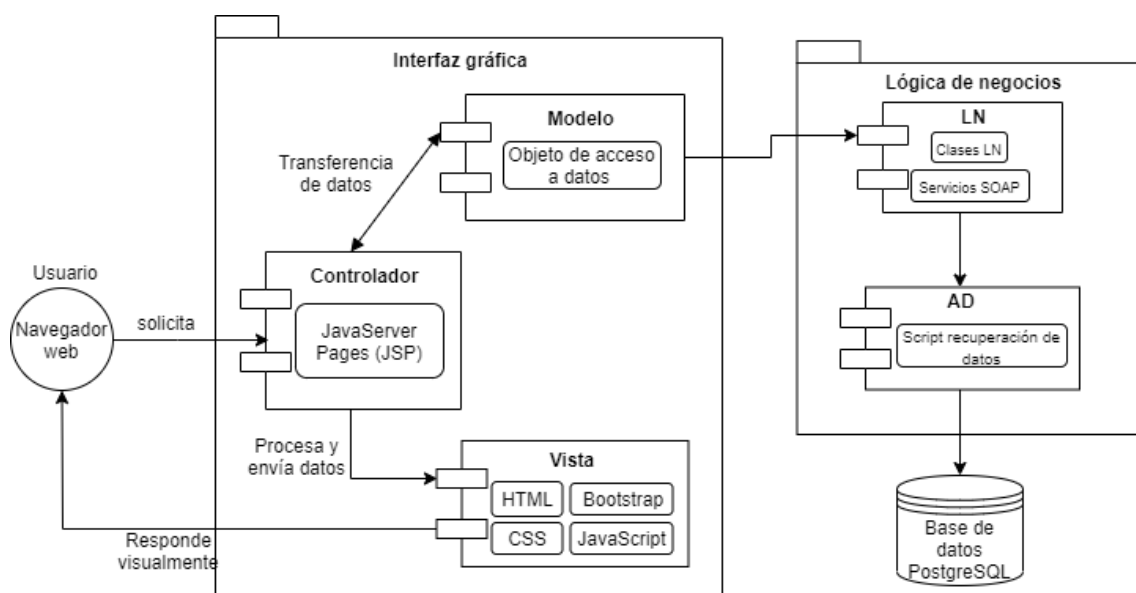 Interfaz gráfica
Modelo
Objeto de acceso
a datos
Transferencia
de datos
Controlador
JavaServer
Pages (JSP)
Usuario
Navegador
web
solicita
Procesa y
envía datos
Vista
HTML
Bootstrap
CSS
JavaScript
Responde
visualmente
Lógica de negocios
LN
Clases LN
Servicios SOAP
AD
Script recuperación de
datos
Base de
datos
PostgreSQL